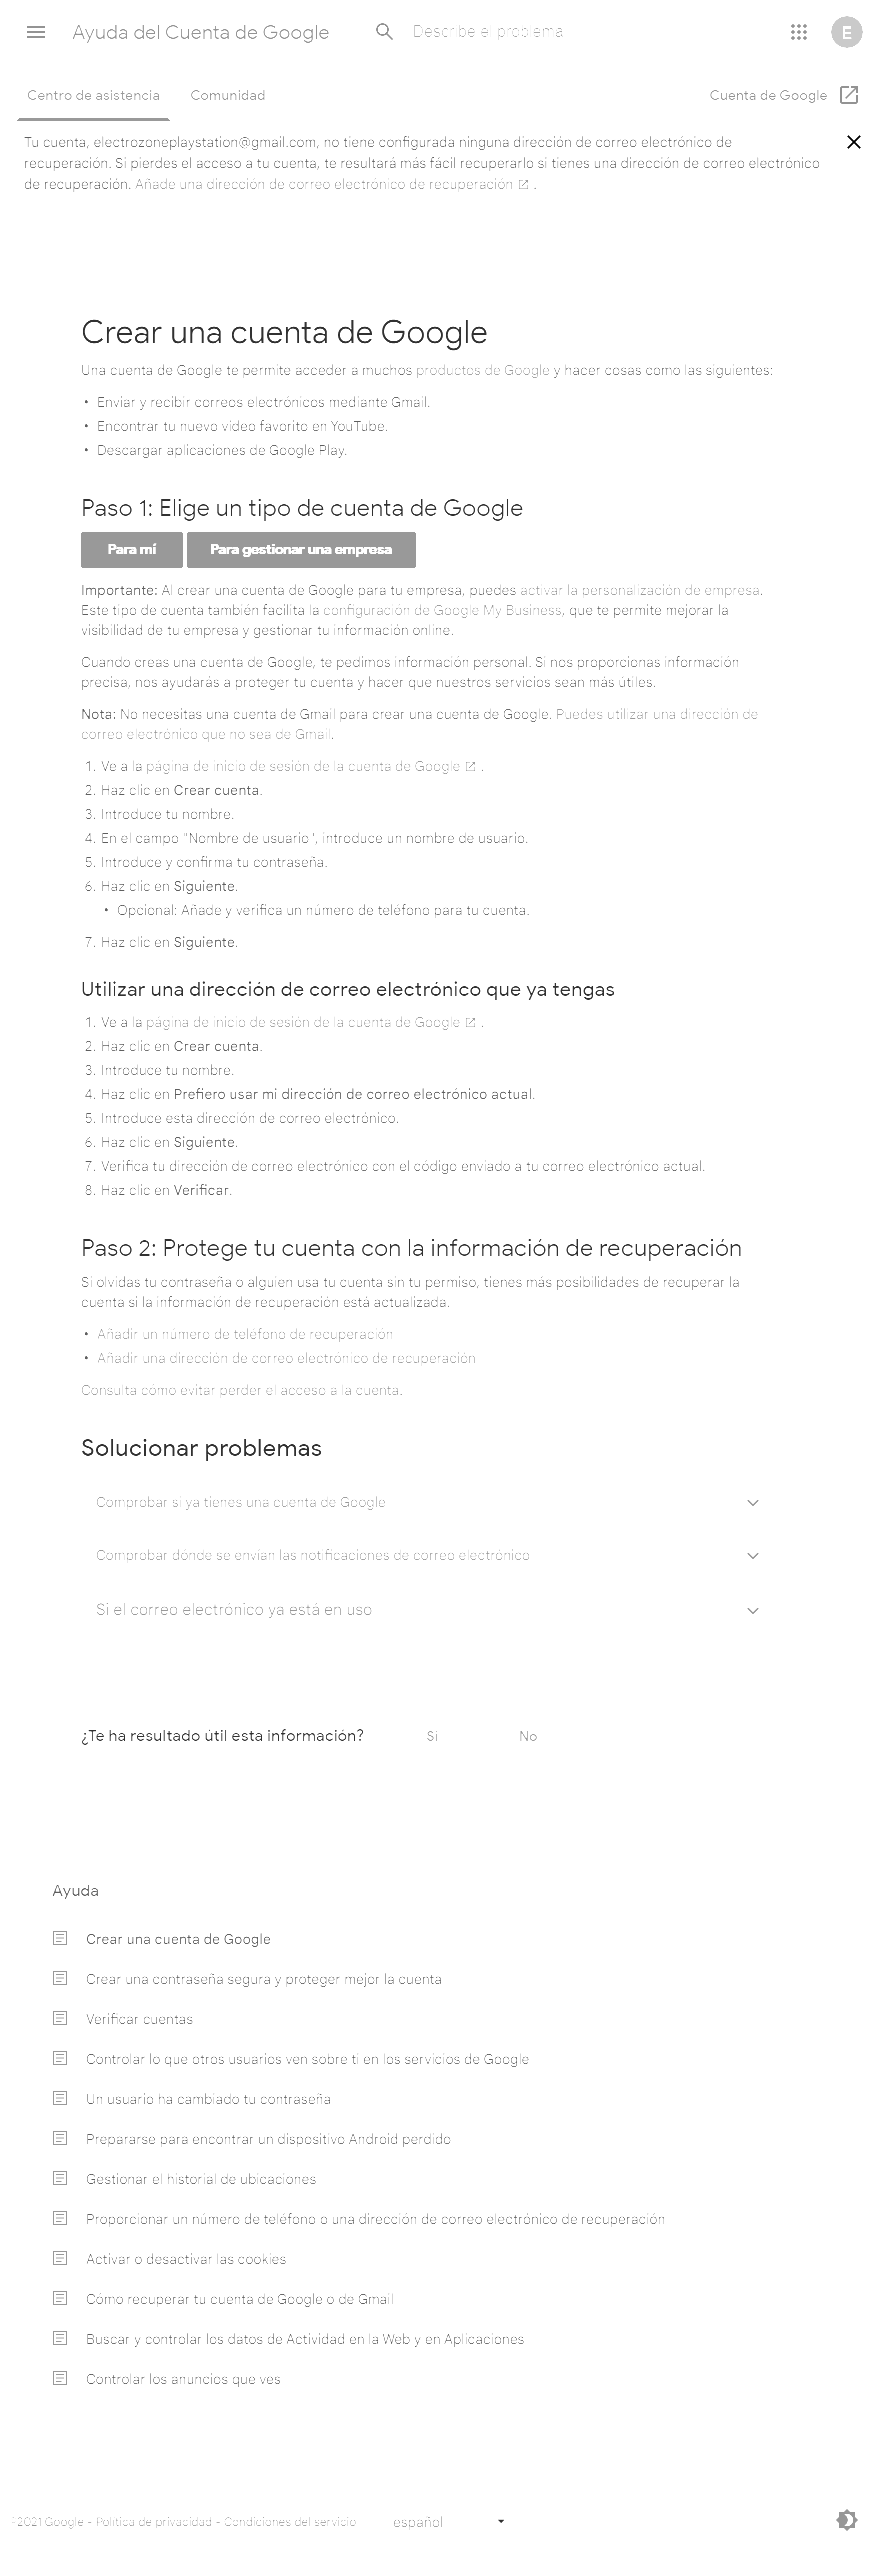 Ayuda del Cuenta de Google
Describe el problema
E
Centro de asistencia
Comunidad
Cuenta de Google
Tu cuenta, electrozoneplaystation@gmail.com, no tiene configurada ninguna dirección de correo electrónico de
recuperación. Si pierdes el acceso a tu cuenta, te resultará más fácil recuperarlo si tienes una dirección de correo electrónico
de recuperación. Añade una dirección de correo electrónico de recuperación .
Crear una cuenta de Google
Una cuenta de Google te permite acceder a muchos productos de Google y hacer cosas como las siguientes:
• Enviar y recibir correos electrónicos mediante Gmail.
• Encontrar tu nuevo vídeo favorito en YouTube.
• Descargar aplicaciones de Google Play.
Paso 1: Elige un tipo de cuenta de Google
Para mí
Para gestionar una empresa
Importante: Al crear una cuenta de Google para tu empresa, puedes activar la personalización de empresa.
Este tipo de cuenta también facilita la configuración de Google My Business, que te permite mejorar la
visibilidad de tu empresa y gestionar tu información online.
Cuando creas una cuenta de Google, te pedimos información personal. Si nos proporcionas información
precisa, nos ayudarás a proteger tu cuenta y hacer que nuestros servicios sean más útiles.
Nota: No necesitas una cuenta de Gmail para crear una cuenta de Google. Puedes utilizar una dirección de
correo electrónico que no sea de Gmail.
1. Ve a la página de inicio de sesión de la cuenta de Google .
2. Haz clic en Crear cuenta.
3. Introduce tu nombre.
4. En el campo "Nombre de usuario", introduce un nombre de usuario.
5. Introduce y confirma tu contraseña.
6. Haz clic en Siguiente.
• Opcional: Añade y verifica un número de teléfono para tu cuenta.
7. Haz clic en Siguiente.
Utilizar una dirección de correo electrónico que ya tengas
1. Ve a la página de inicio de sesión de la cuenta de Google .
2. Haz clic en Crear cuenta.
3. Introduce tu nombre.
4. Haz clic en Prefiero usar mi dirección de correo electrónico actual.
5. Introduce esta dirección de correo electrónico.
6. Haz clic en Siguiente.
7. Verifica tu dirección de correo electrónico con el código enviado a tu correo electrónico actual.
8. Haz clic en Verificar.
Paso 2: Protege tu cuenta con la información de recuperación
Si olvidas tu contraseña o alguien usa tu cuenta sin tu permiso, tienes más posibilidades de recuperar la
cuenta si la información de recuperación está actualizada.
• Añadir un número de teléfono de recuperación
• Añadir una dirección de correo electrónico de recuperación
Consulta cómo evitar perder el acceso a la cuenta.
Solucionar problemas
Comprobar si ya tienes una cuenta de Google
Comprobar dónde se envían las notificaciones de correo electrónico
Si el correo electrónico ya está en uso
¿Te ha resultado útil esta información?
Sí
No
Ayuda
Crear una cuenta de Google
Crear una contraseña segura y proteger mejor la cuenta
Verificar cuentas
Controlar lo que otros usuarios ven sobre ti en los servicios de Google
Un usuario ha cambiado tu contraseña
Prepararse para encontrar un dispositivo Android perdido
Gestionar el historial de ubicaciones
Proporcionar un número de teléfono o una dirección de correo electrónico de recuperación
Activar o desactivar las cookies
Cómo recuperar tu cuenta de Google o de Gmail
Buscar y controlar los datos de Actividad en la Web y en Aplicaciones
Controlar los anuncios que ves
©2021 Google - Política de privacidad - Condiciones del servicio
español